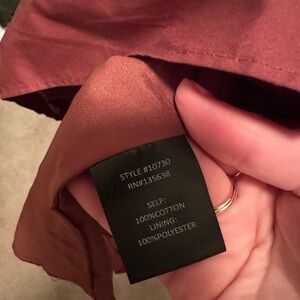 STYLE #10730
RN#135638
SELF:
100%COTTON
LINING:
100%POLYESTER